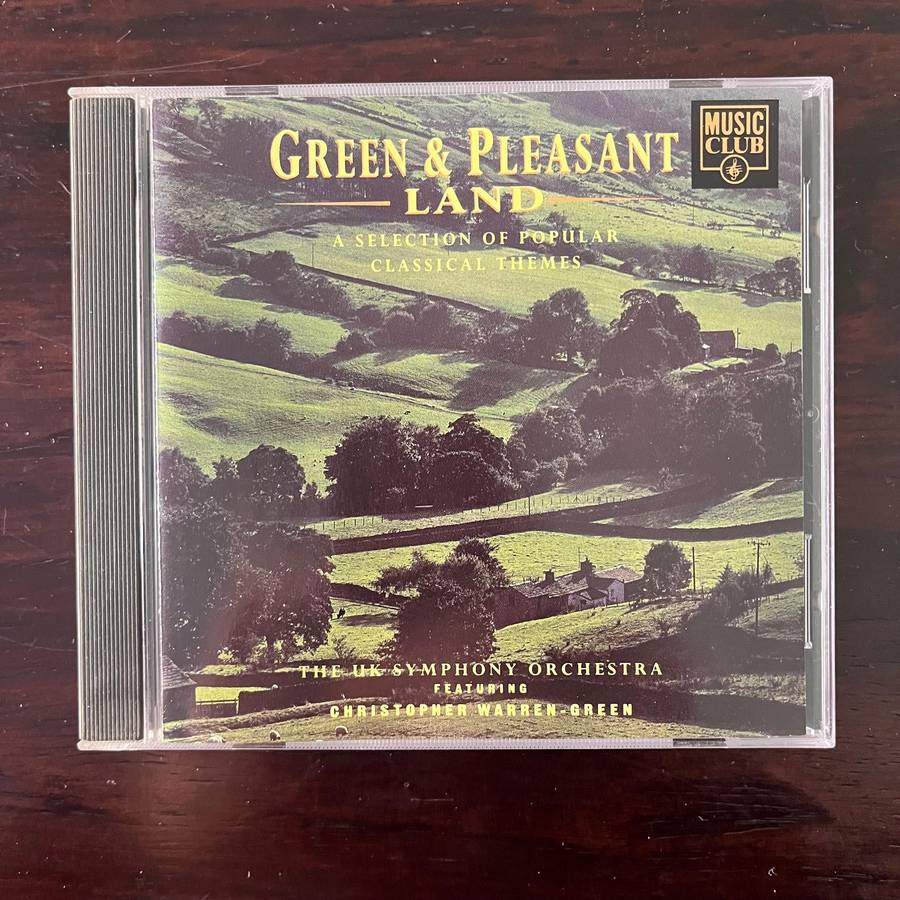 GREEN & PLEASANT
LAND
A SELECTION OF POPULAR
CLASSICAL THEMES
MUSIC
CLUB
THE UK SYMPHONY ORCHESTRA
FEATURING
CHRISTOPHER WARREN-GREEN